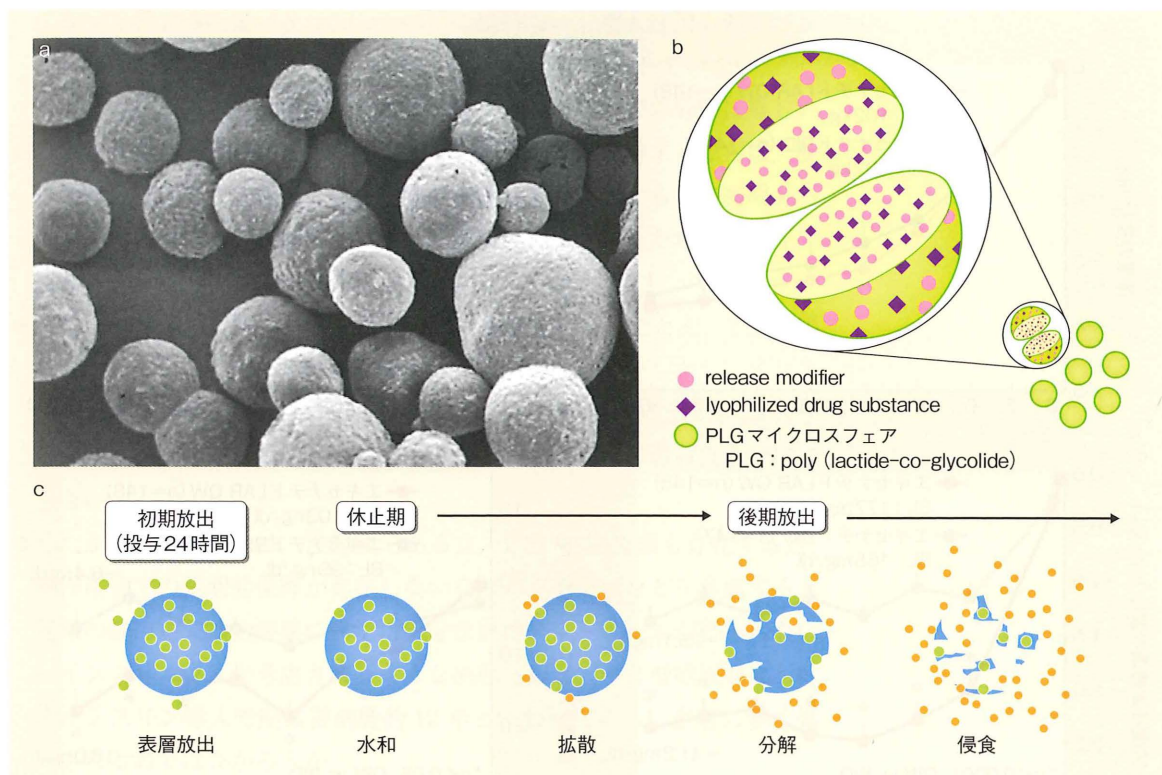 a
b
release modifier
lyophilized drug substance
PLGマイクロスフェア
PLG：poly (lactide-co-glycolide)
c
初期放出
(投与24時間)
休止期
後期放出
表層放出
水和
拡散
分解
侵食